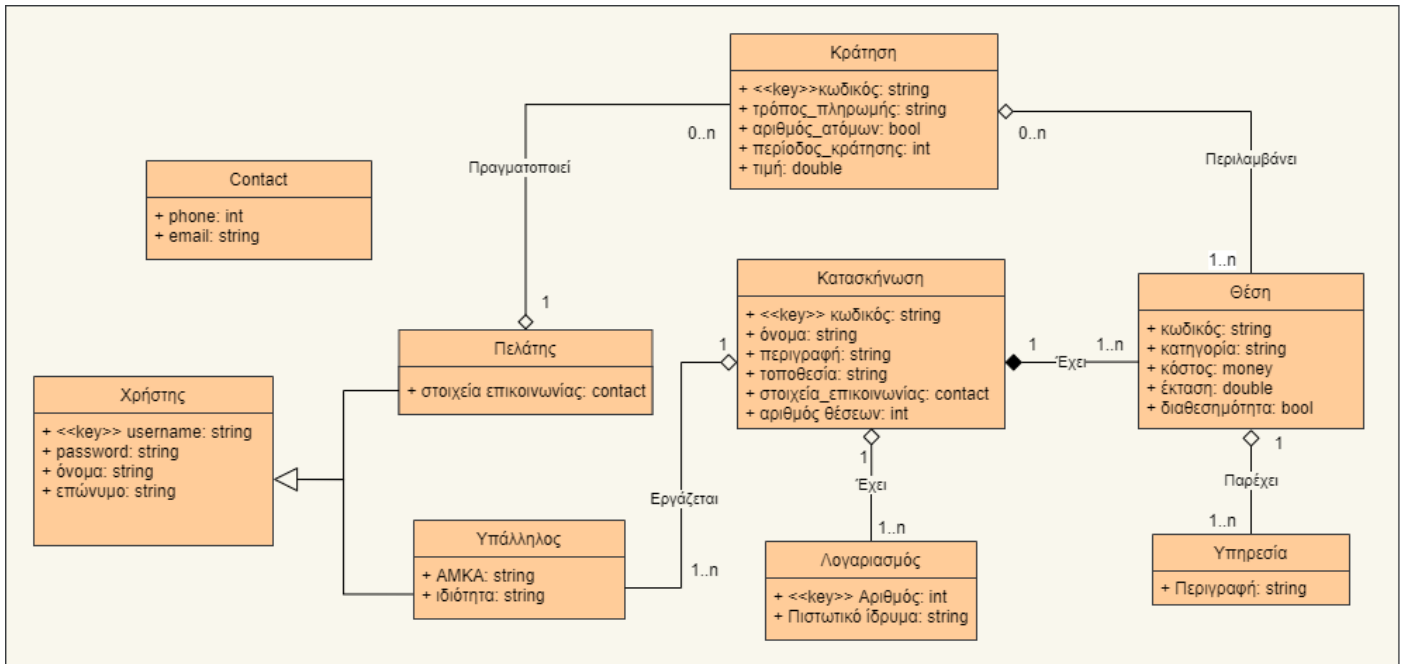 Κράτηση
+ <<key>>κωδικός: string
+ τρόπος_πληρωμής: string
+ αριθμός_ατόμων: bool
+ περίοδος_κράτησης: int
+ τιμή: double
0..n
0..n
Πραγματοποιεί
Περιλαμβάνει
Contact
+ phone: int
+ email: string
1..n
1
Κατασκήνωση
+ <<key>> κωδικός: string
+ όνομα: string
+ περιγραφή: string
+ τοποθεσία: string
+ στοιχεία_επικοινωνίας: contact
+ αριθμός θέσεων: int
Θέση
+ κωδικός: string
+ κατηγορία: string
+ κόστος: money
+ έκταση: double
+ διαθεσημότητα: bool
1
1
Έχει
1..n
Πελάτης
+ στοιχεία επικοινωνίας: contact
Χρήστης
+ <<key>> username: string
+ password: string
+ όνομα: string
+ επώνυμο: string
1
Έχει
1..n
1
Παρέχει
1..n
Εργάζεται
1..n
Υπάλληλος
+ ΑΜΚΑ: string
+ ιδιότητα: string
Λογαριασμός
+ <<key>> Αριθμός: int
+ Πιστωτικό ίδρυμα: string
Υπηρεσία
+ Περιγραφή: string